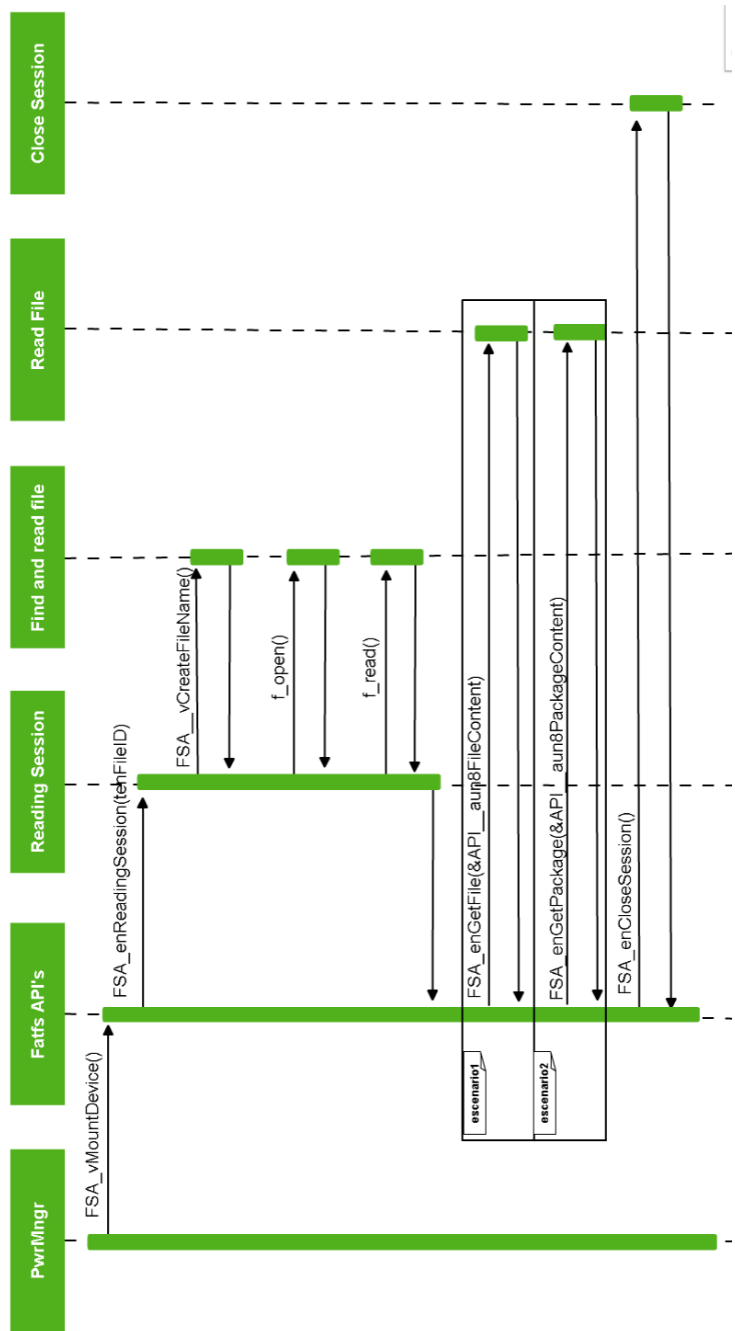 PwrMngr
Fatfs API's
Reading Session
Find and read file
Read File
Close Session
FSA_vMountDevice()
FSA_enReadingSession(tenFileID)
FSA__vCreateFileName()
f_open()
f_read()
escenario1
FSA_enGetFile(&API__aun8FileContent)
escenario2
FSA_enGetPackage(&API__aun8PackageContent)
FSA_enCloseSession()